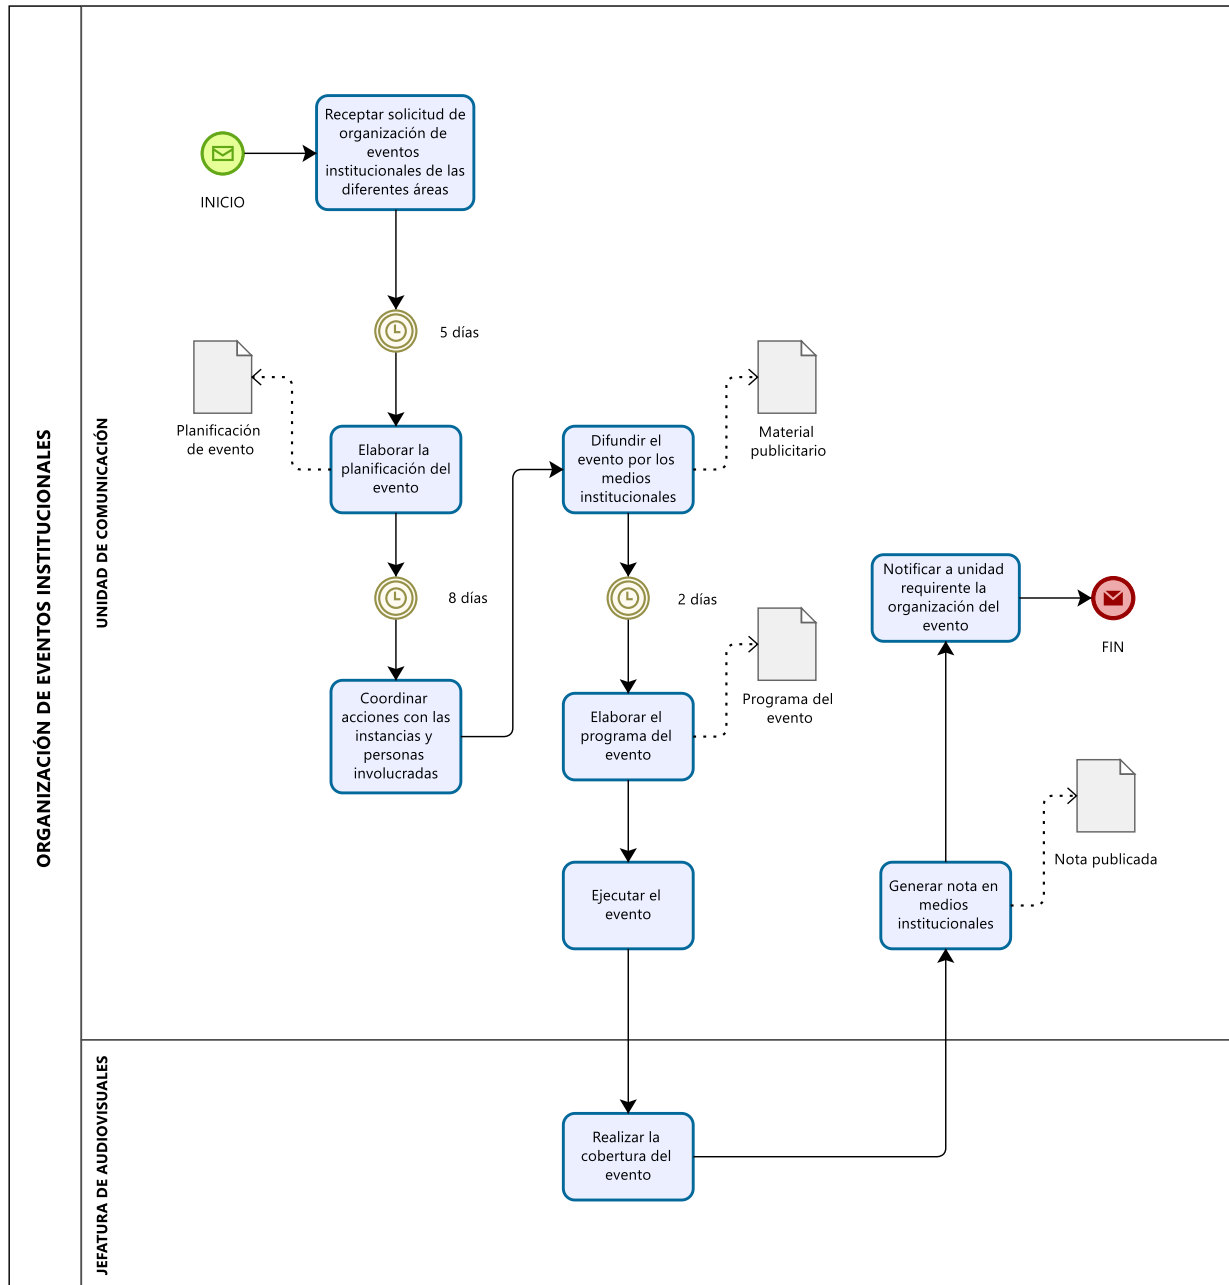 ORGANIZACIÓN DE EVENTOS INSTITUCIONALES
UNIDAD DE COMUNICACIÓN
INICIO
Receptar solicitud de
organización de
eventos
institucionales de las
diferentes áreas
5 días
Planificación
de evento
Elaborar la
planificación del
evento
8 días
Coordinar
acciones con las
instancias y
personas
involucradas
Difundir el
evento por los
medios
institucionales
Material
publicitario
2 días
Elaborar el
programa del
evento
Programa del
evento
Ejecutar el
evento
JEFATURA DE AUDIOVISUALES
Realizar la
cobertura del
evento
Generar nota en
medios
institucionales
Nota publicada
Notificar a unidad
requirente la
organización del
evento
FIN